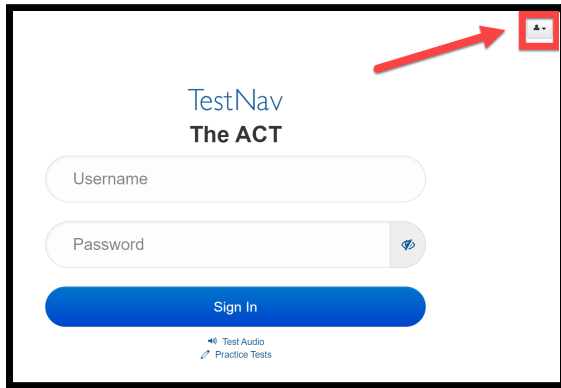 TestNav
The ACT
Username
Password
Sign In
Test Audio
Practice Tests